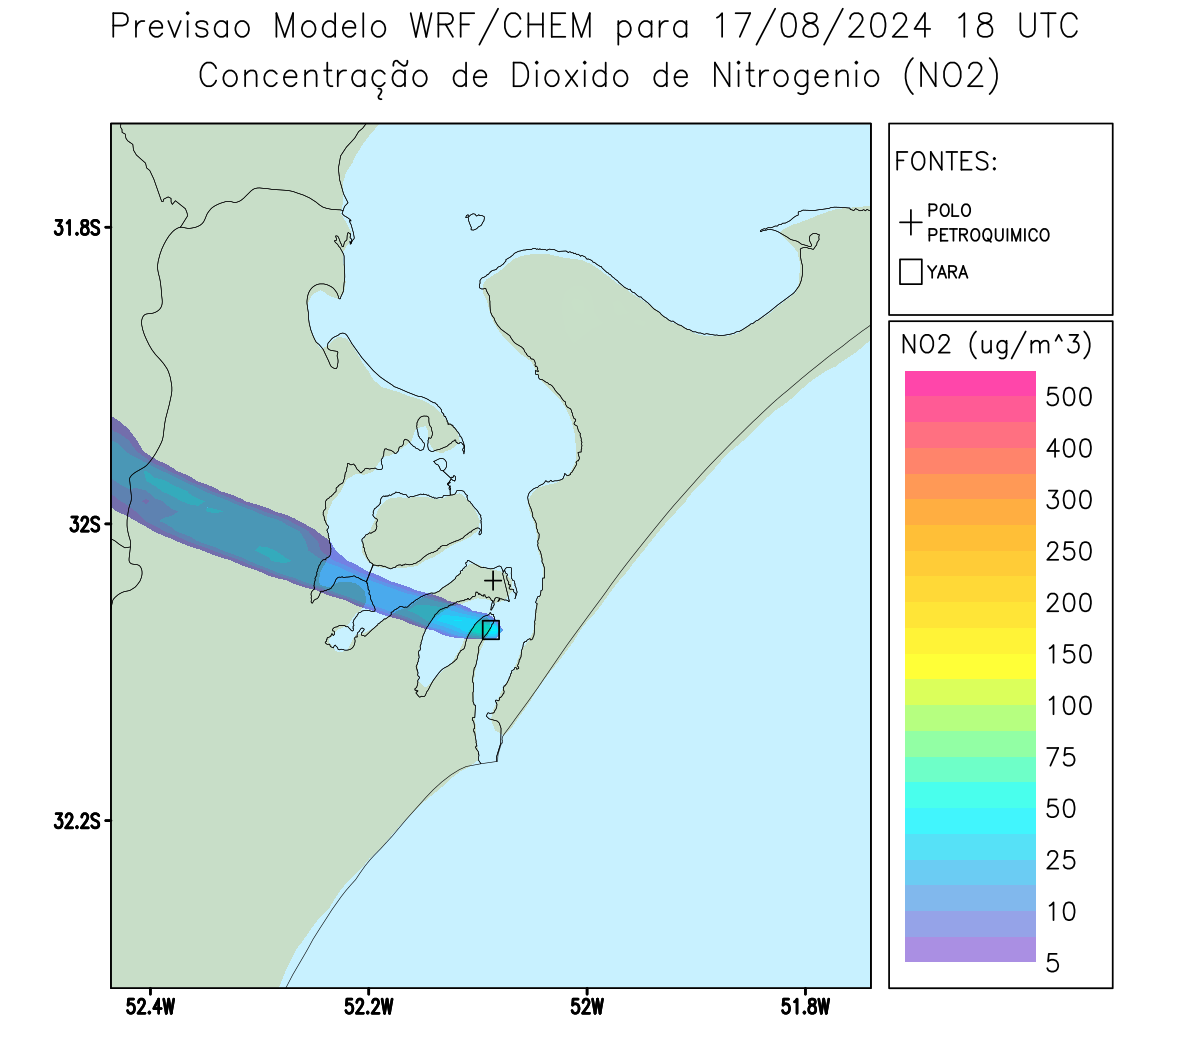 Previsao Modelo WRF/CHEM para 17/08/2024 18 UTC
Concentração de Dioxido de Nitrogenio (NO2)
FONTES:
POLO
PETROQUIMICO
YARA
31.8S
32S
32.2S
52.4W
52.2W
52W
51.8W
NO2 (ug/m^3)
500
400
300
250
200
150
100
75
50
25
10
5